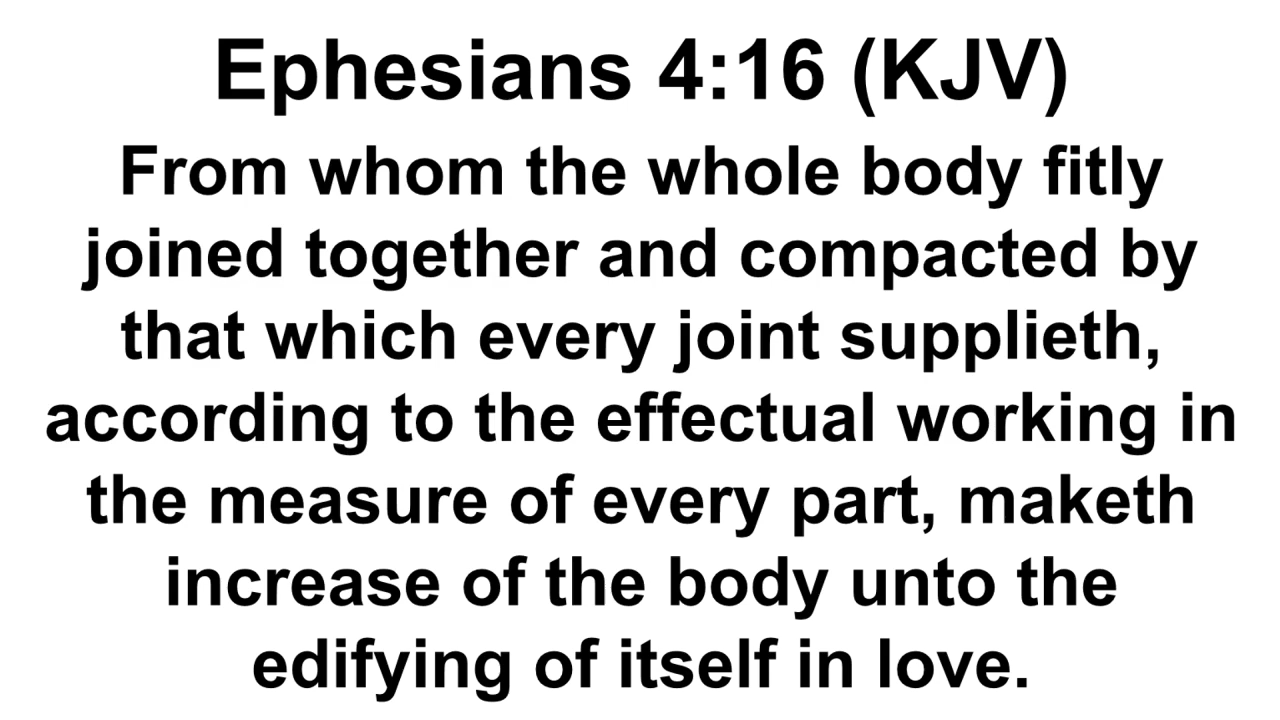 Ephesians 4:16 (KJV)
From whom the whole body fitly
joined together and compacted by
that which every joint supplieth,
according to the effectual working in
the measure of every part, maketh
increase of the body unto the
edifying of itself in love.